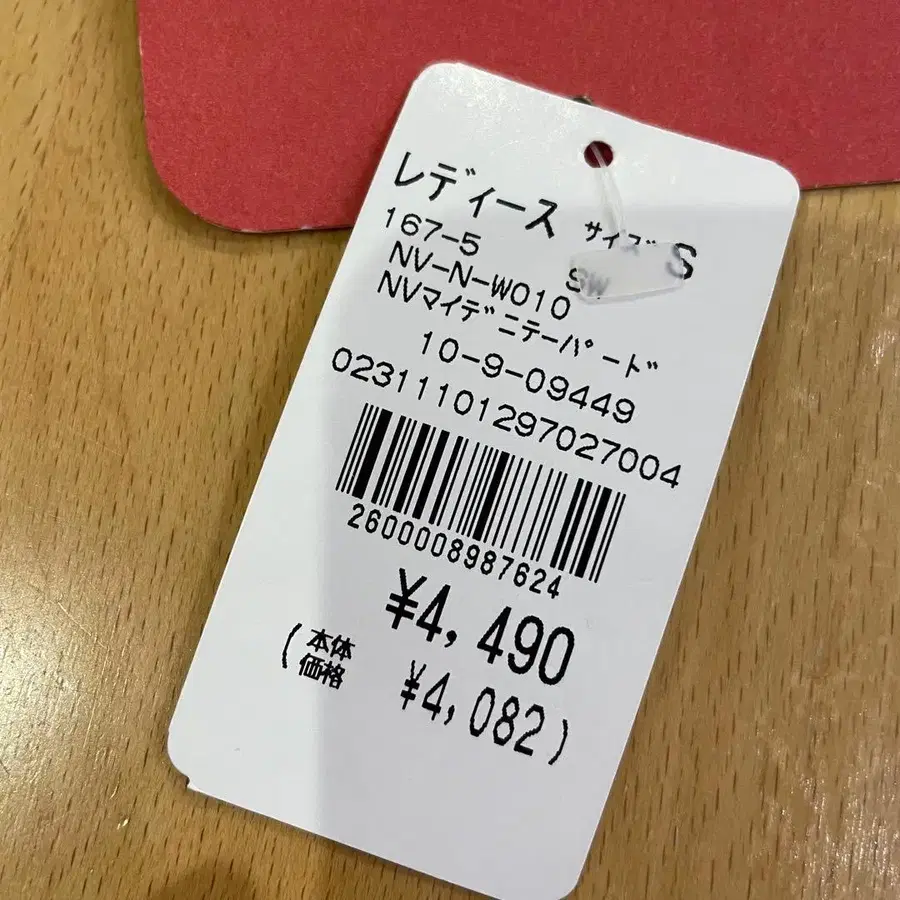 レディース サイズ S
167-5 SW
NV-N-W010
NVマイデニテーパード
10-9-09449
02311101297027004
2600008987624
¥4,490
(本体価格 ¥4,082)